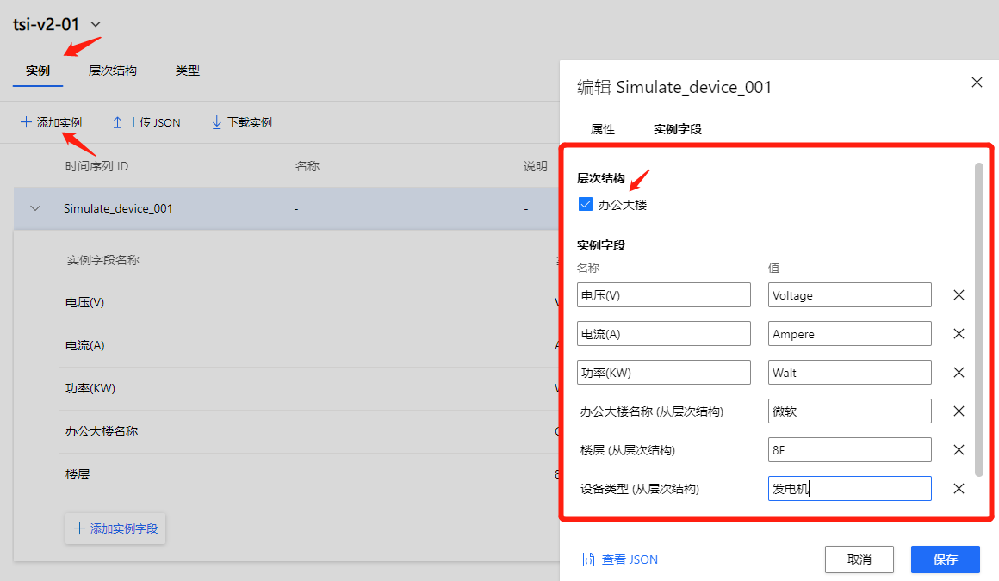 tsi-v2-01
实例 层次结构 类型
添加实例 上传 JSON 下载实例
时间序列 ID 名称 说明
Simulate_device_001 - -
实例字段名称
电压(V)
电流(A)
功率(KW)
办公大楼名称
楼层 8
添加实例字段
编辑 Simulate_device_001
属性 实例字段
层次结构
办公大楼
实例字段
名称 值
电压(V) Voltage
电流(A) Ampere
功率(KW) Walt
办公大楼名称 (从层次结构) 微软
楼层 (从层次结构) 8F
设备类型 (从层次结构) 发电机
查看 JSON 取消 保存